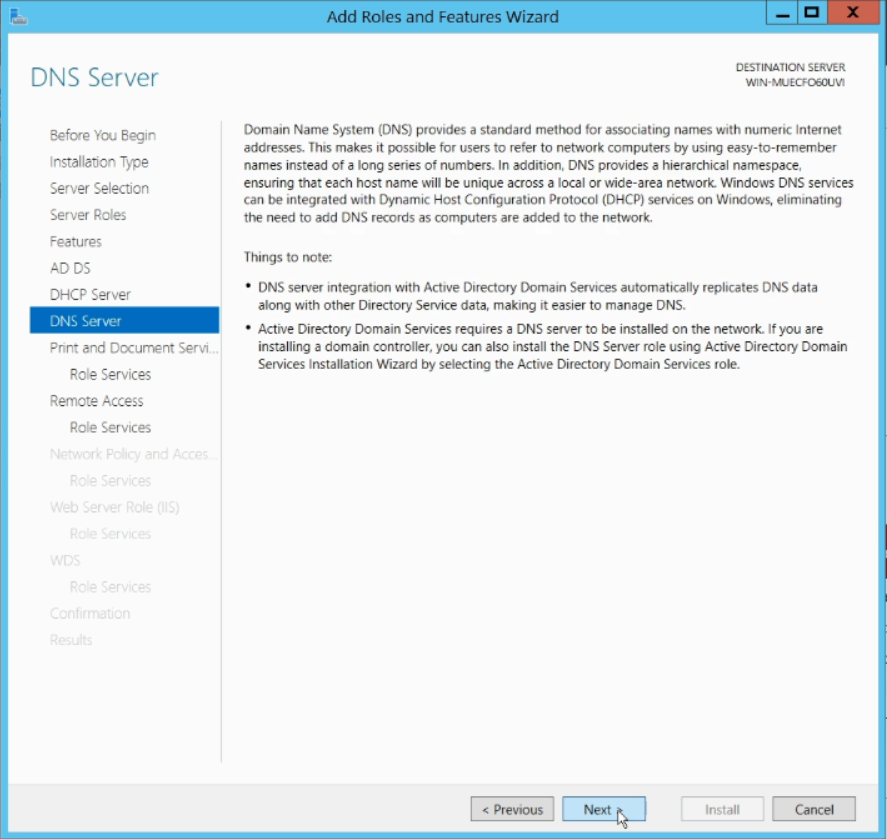 Add Roles and Features Wizard
X
DNS Server
DESTINATION SERVER
WIN-MUECFO60UVI
Before You Begin
Installation Type
Server Selection
Server Roles
Features
AD DS
DHCP Server
DNS Server
Print and Document Servi...
Role Services
Remote Access
Role Services
Network Policy and Acces...
Role Services
Web Server Role (IIS)
Role Services
WDS
Role Services
Confirmation
Results
Domain Name System (DNS) provides a standard method for associating names with numeric Internet
addresses. This makes it possible for users to refer to network computers by using easy-to-remember
names instead of a long series of numbers. In addition, DNS provides a hierarchical namespace,
ensuring that each host name will be unique across a local or wide-area network. Windows DNS services
can be integrated with Dynamic Host Configuration Protocol (DHCP) services on Windows, eliminating
the need to add DNS records as computers are added to the network.
Things to note:
• DNS server integration with Active Directory Domain Services automatically replicates DNS data
along with other Directory Service data, making it easier to manage DNS.
• Active Directory Domain Services requires a DNS server to be installed on the network. If you are
installing a domain controller, you can also install the DNS Server role using Active Directory Domain
Services Installation Wizard by selecting the Active Directory Domain Services role.
< Previous
Next >
Install
Cancel